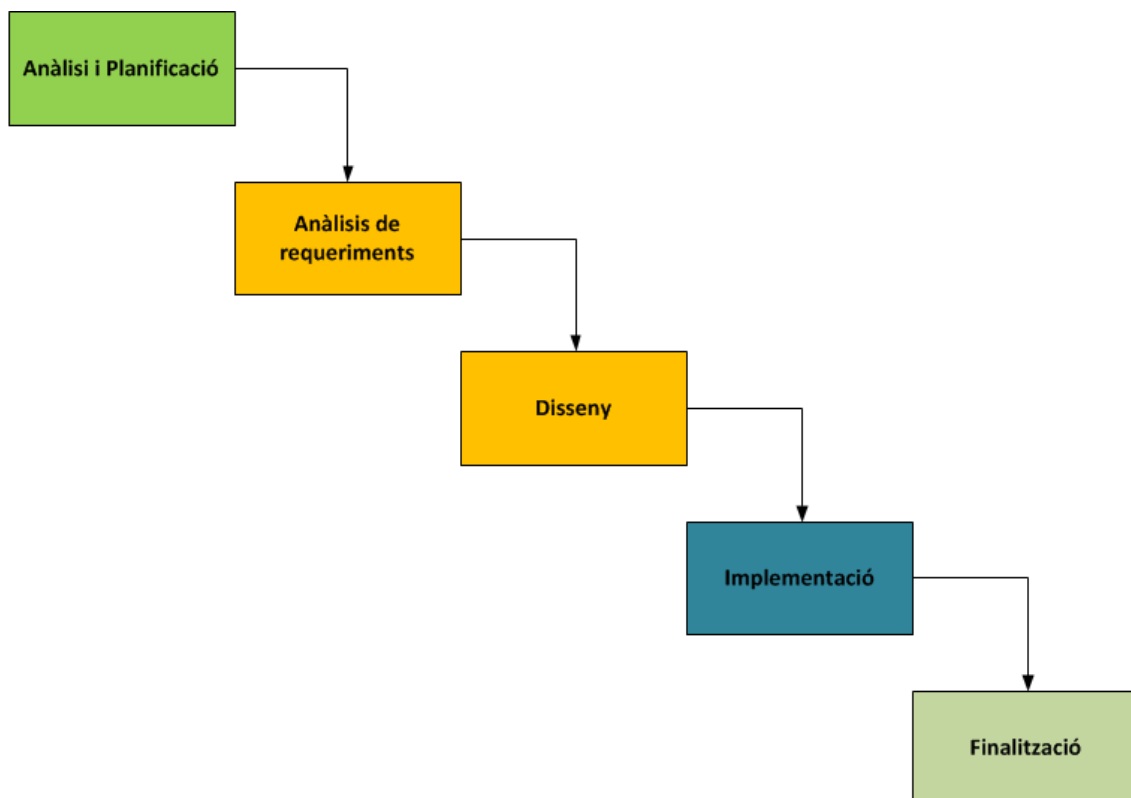 Anàlisi i Planificació
Anàlisis de
requeriments
Disseny
Implementació
Finalització